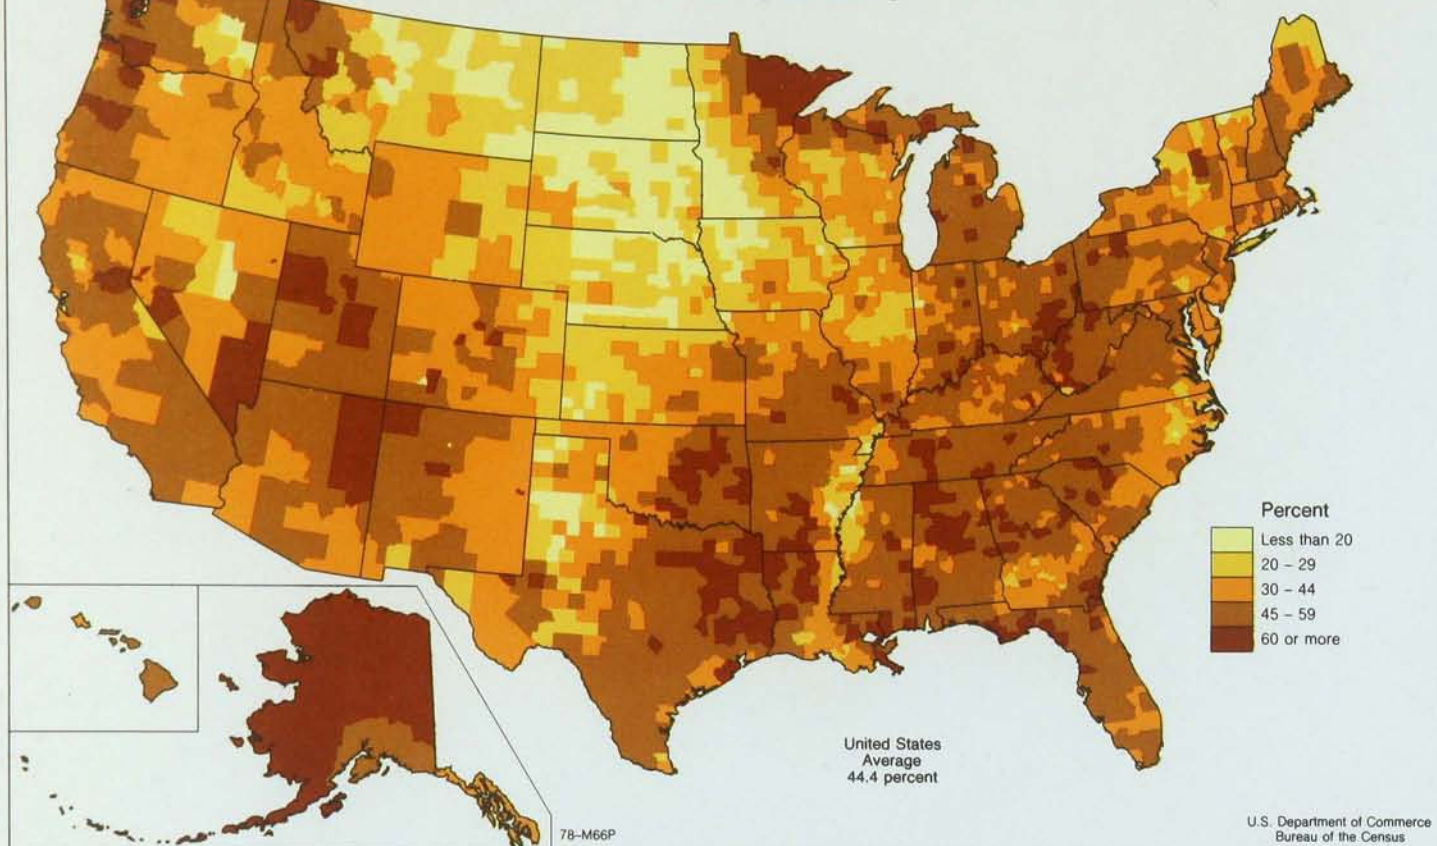 Percent
Less than 20
20 – 29
30 – 44
45 – 59
60 or more
United States
Average
44.4 percent
78–M66P
U.S. Department of Commerce
Bureau of the Census